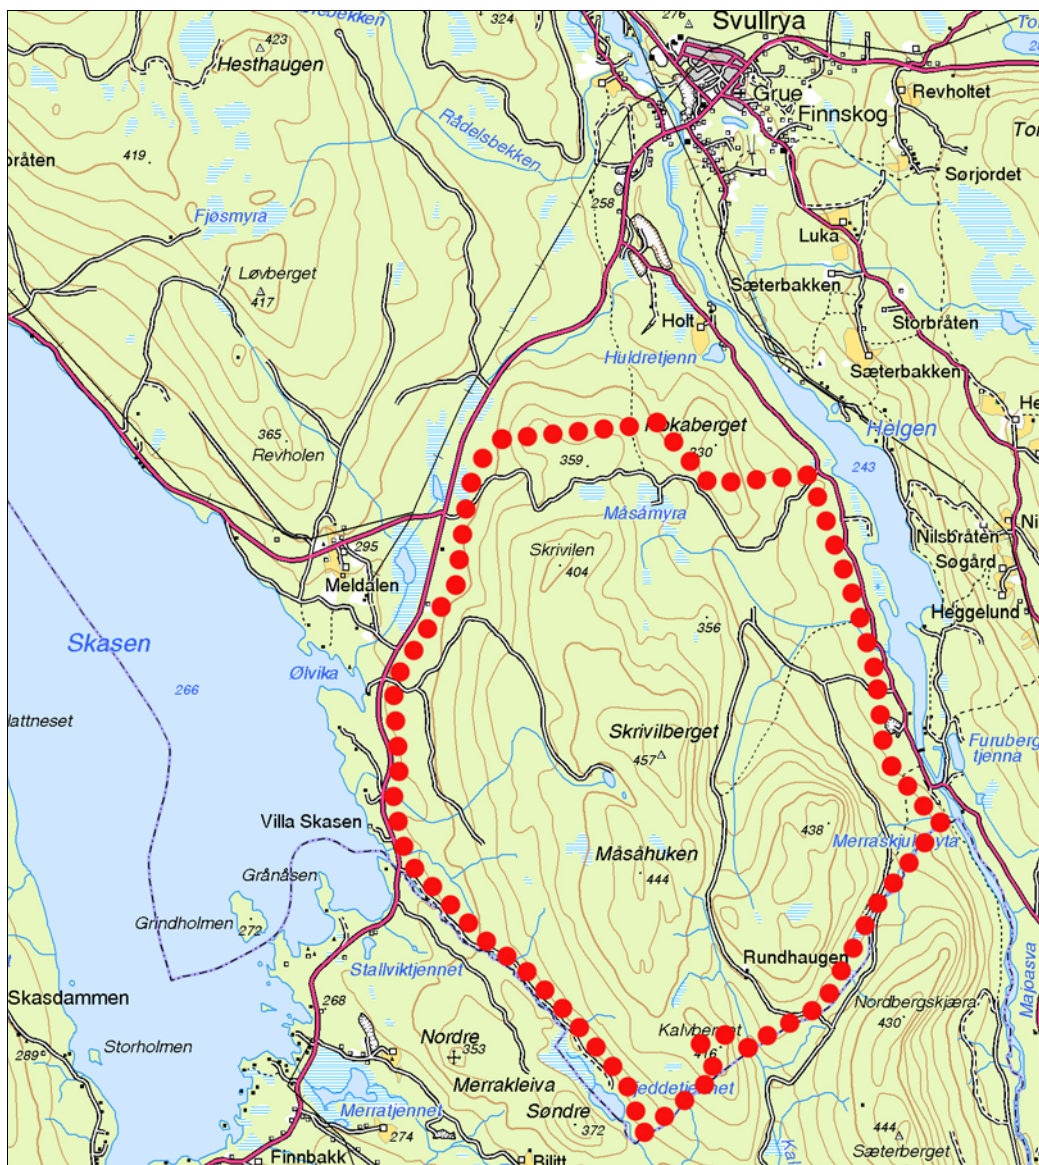 324
276
Svullrya
423
Hesthaugen
Grue
Finnskog
Revholtet
Rådelsbekken
419
Sørjordet
258
Fjøsmyra
Luka
Løvberget
417
Sæterbakken
Holt
Storbråten
Huldretjenn
Sæterbakken
Helgen
365
Revholen
359
243
Måsåmyra
Nilsbråten
295
Skrivilen
404
Søgård
Meldalen
Heggelund
356
Skasen
Ølvika
266
Skrivilberget
457
Furuberg
tjenna
Villa Skasen
438
Måsåhuken
444
Grånåsen
Grindholmen
272
Rundhaugen
Stallviktjennet
Skasdammen
268
Nordbergskjæra
430
Majoasva
Storholmen
289
Nordre
353
416
Merrakleiva
Merratjennet
274
Søndre
372
444
Sæterberget
Finnbakk